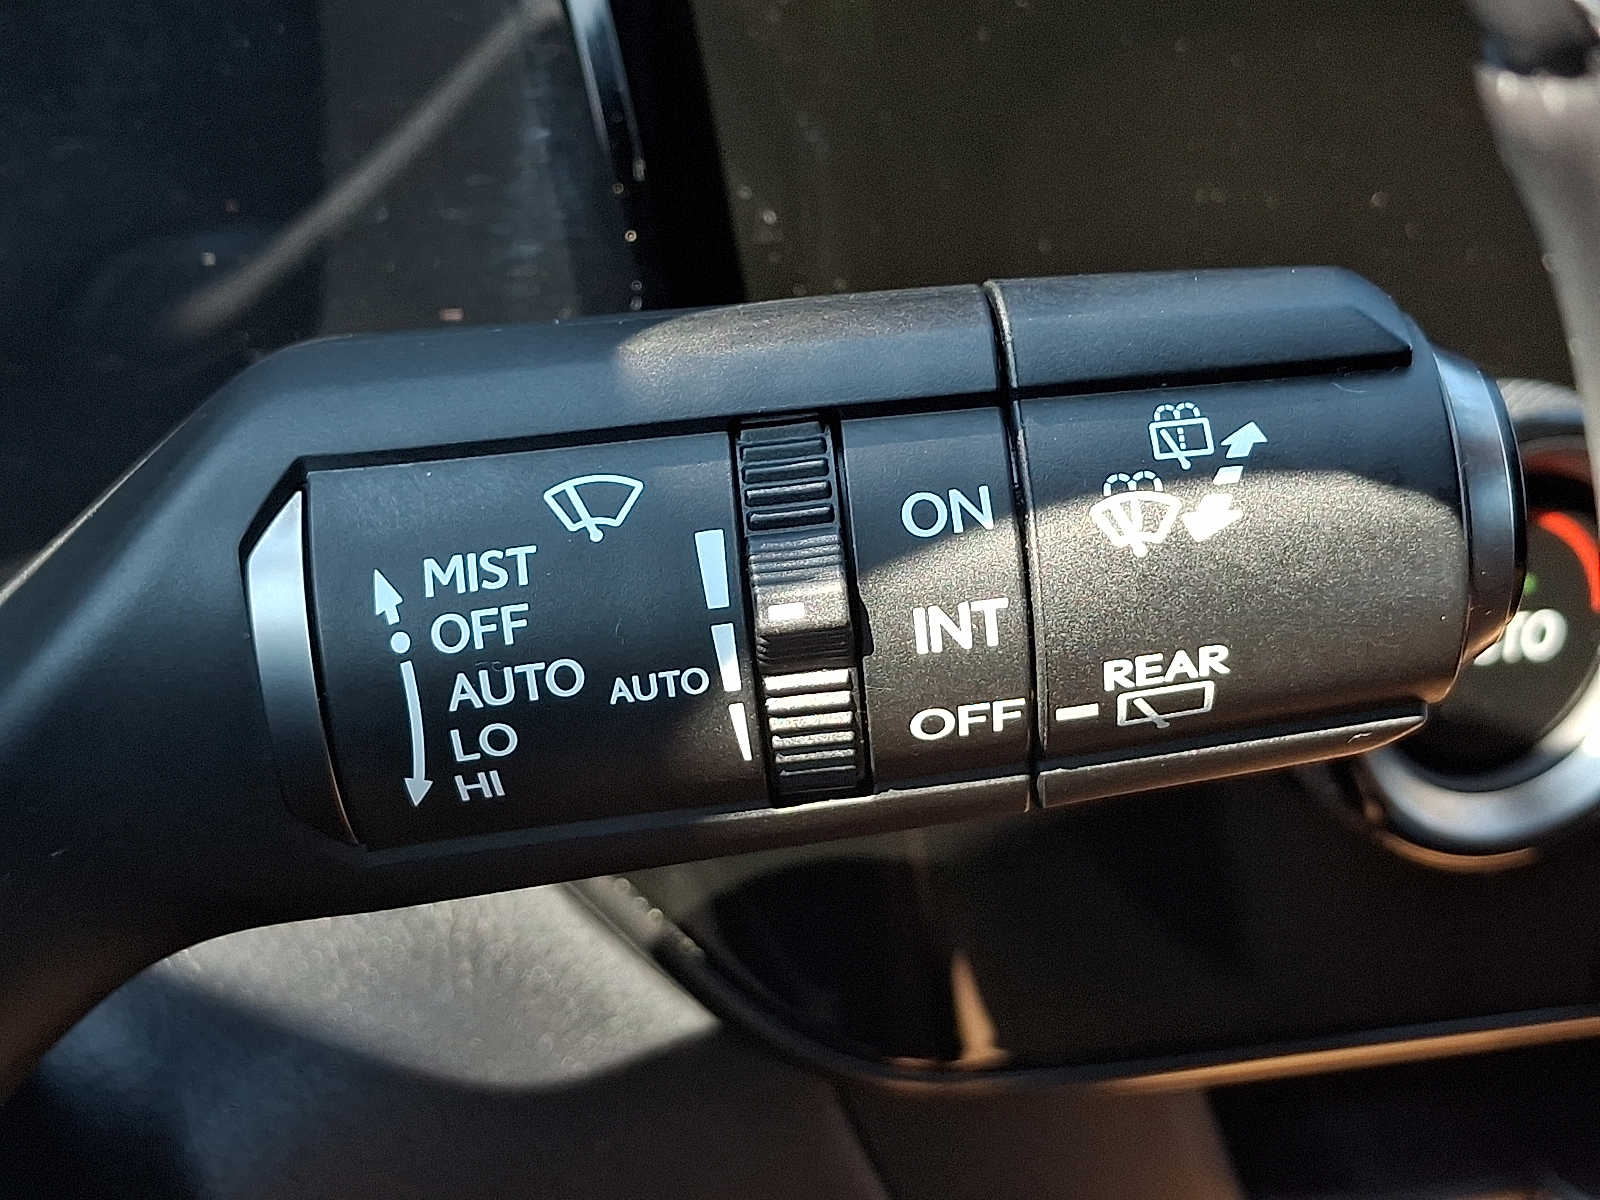 MIST
OFF
AUTO
LO
HI
AUTO
ON
INT
OFF
REAR